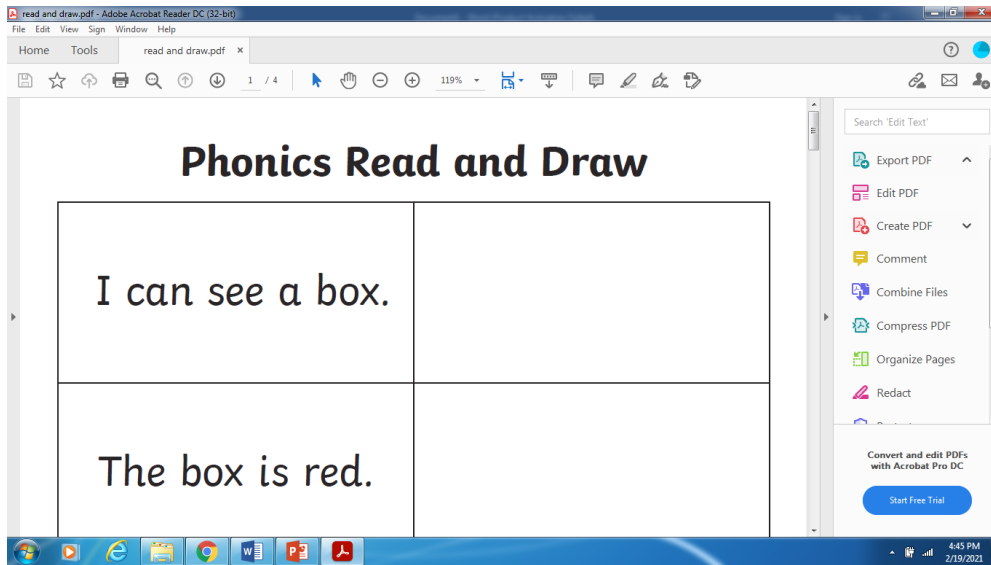 read and draw.pdf - Adobe Acrobat Reader DC (32-bit)
File Edit View Sign Window Help
Home Tools read and draw.pdf ×
1 / 4 119%
Search 'Edit Text'
Phonics Read and Draw
Export PDF
Edit PDF
Create PDF
Comment
I can see a box.
Combine Files
Compress PDF
Organize Pages
Redact
The box is red.
Convert and edit PDFs
with Acrobat Pro DC
Start Free Trial
4:45 PM
2/19/2021